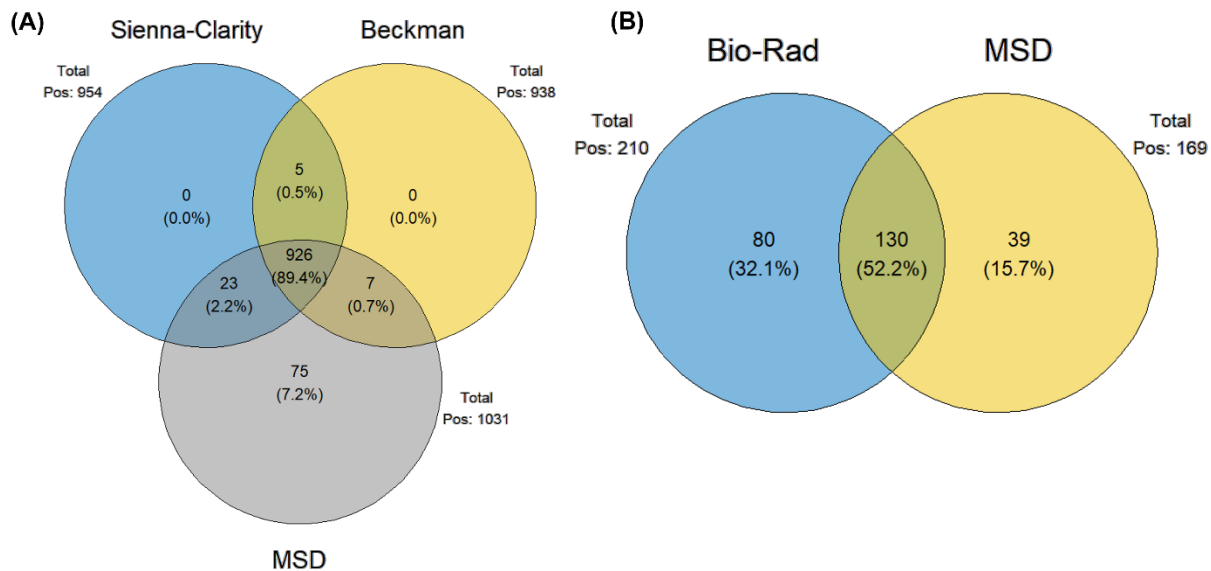 (A)
Sienna-Clarity
Beckman
Total
Pos: 954
Total
Pos: 938
5
(0.5%)
0
(0.0%)
0
(0.0%)
926
(89.4%)
23
(2.2%)
7
(0.7%)
75
(7.2%)
Total
Pos: 1031
MSD
(B)
Bio-Rad
MSD
Total
Pos: 210
Total
Pos: 169
80
(32.1%)
130
(52.2%)
39
(15.7%)